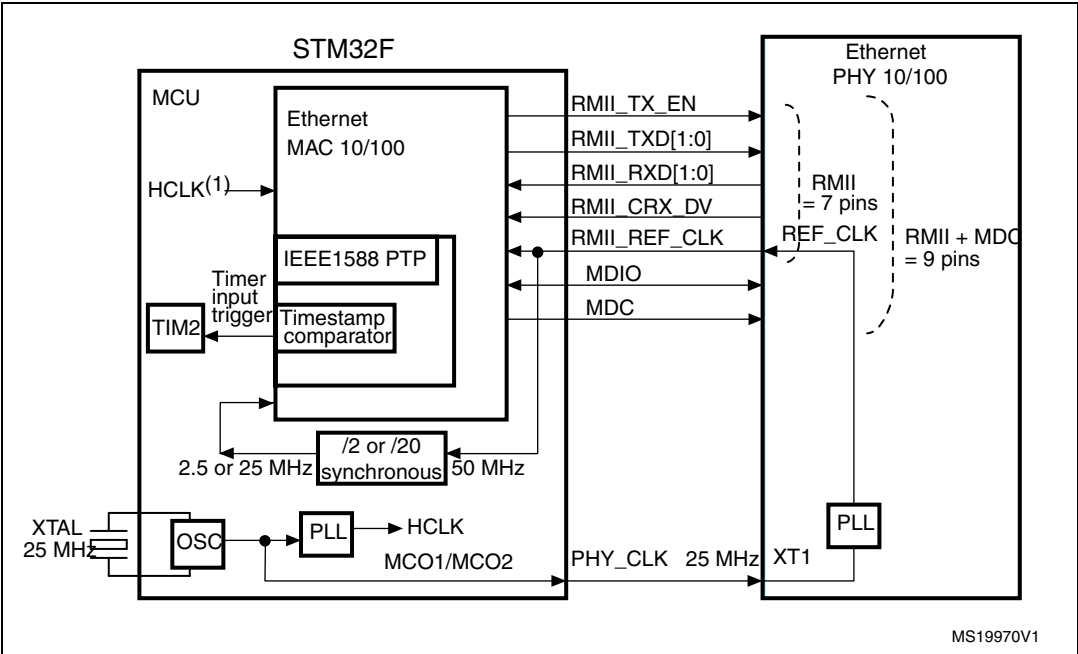 STM32F
Ethernet
PHY 10/100
MCU
Ethernet
MAC 10/100
HCLK(1)
IEEE1588 PTP
Timer
input
trigger
Timestamp
comparator
TIM2
/2 or /20
synchronous
2.5 or 25 MHz
50 MHz
RMII_TX_EN
RMII_TXD[1:0]
RMII_RXD[1:0]
RMII_CRX_DV
RMII_REF_CLK
MDIO
MDC
RMII
= 7 pins
REF_CLK
RMII + MDC
= 9 pins
XTAL
25 MHz
OSC
PLL
HCLK
MCO1/MCO2
PHY_CLK 25 MHz
XT1
PLL
MS19970V1